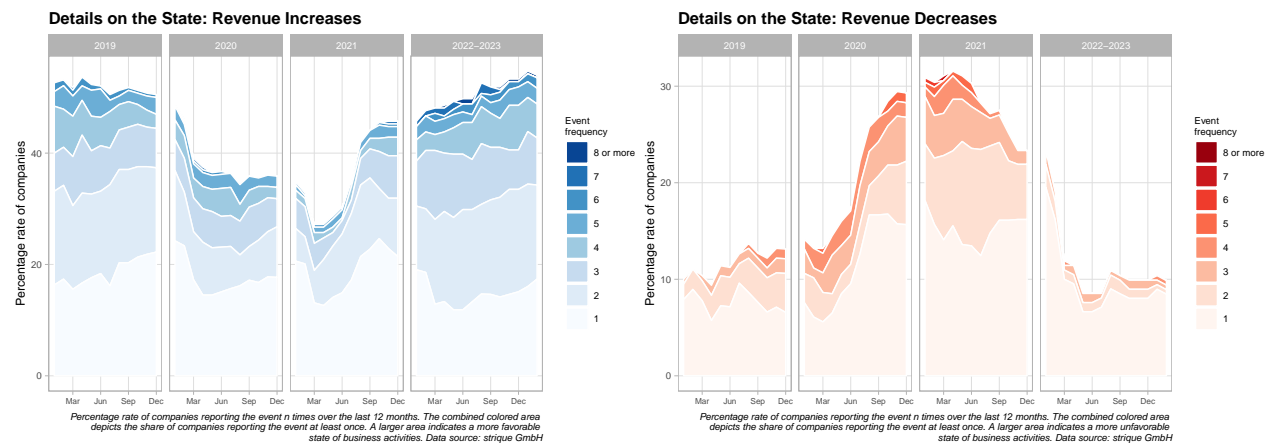 Details on the State: Revenue Increases
2019
2020
2021
2022–2023
Percentage rate of companies
40
20
0
Mar Jun Sep Dec
Mar Jun Sep Dec
Mar Jun Sep Dec
Mar Jun Sep Dec
Event
frequency
8 or more
7
6
5
4
3
2
1
Percentage rate of companies reporting the event n times over the last 12 months. The combined colored area
depicts the share of companies reporting the event at least once. A larger area indicates a more favorable
state of business activities. Data source: strique GmbH
Details on the State: Revenue Decreases
2019
2020
2021
2022–2023
Percentage rate of companies
30
20
10
0
Mar Jun Sep Dec
Mar Jun Sep Dec
Mar Jun Sep Dec
Mar Jun Sep Dec
Event
frequency
8 or more
7
6
5
4
3
2
1
Percentage rate of companies reporting the event n times over the last 12 months. The combined colored area
depicts the share of companies reporting the event at least once. A larger area indicates a more unfavorable
state of business activities. Data source: strique GmbH